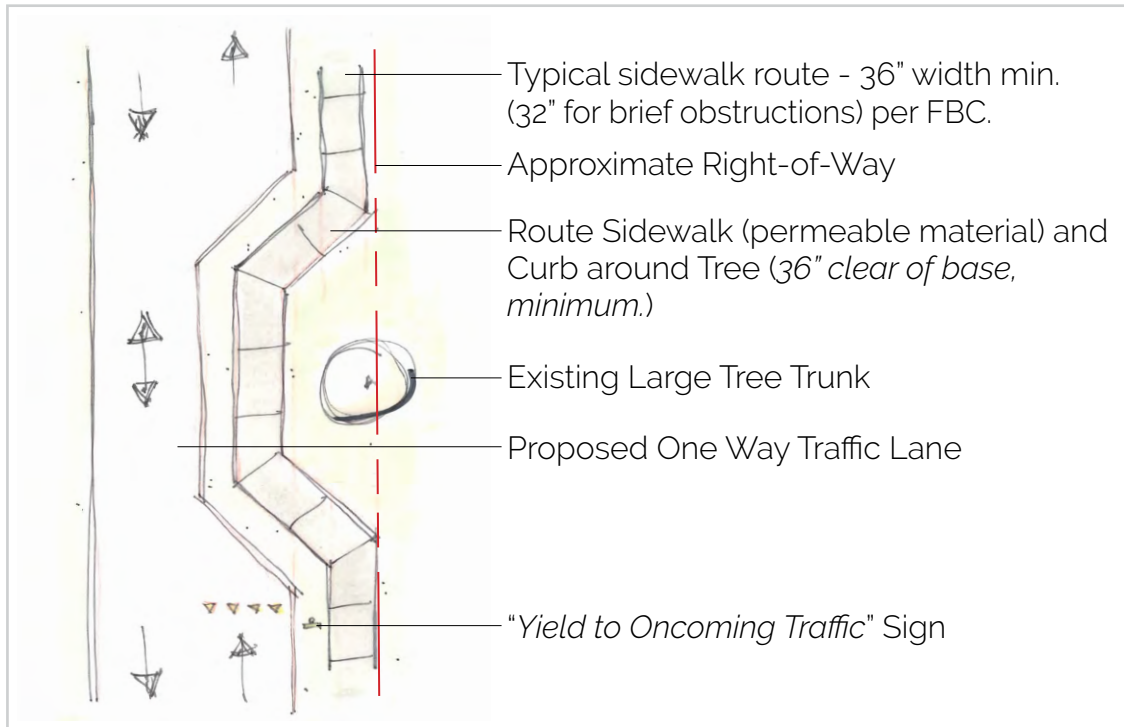 Typical sidewalk route - 36” width min.
(32” for brief obstructions) per FBC.
Approximate Right-of-Way
Route Sidewalk (permeable material) and
Curb around Tree (36” clear of base,
minimum.)
Existing Large Tree Trunk
Proposed One Way Traffic Lane
“Yield to Oncoming Traffic” Sign